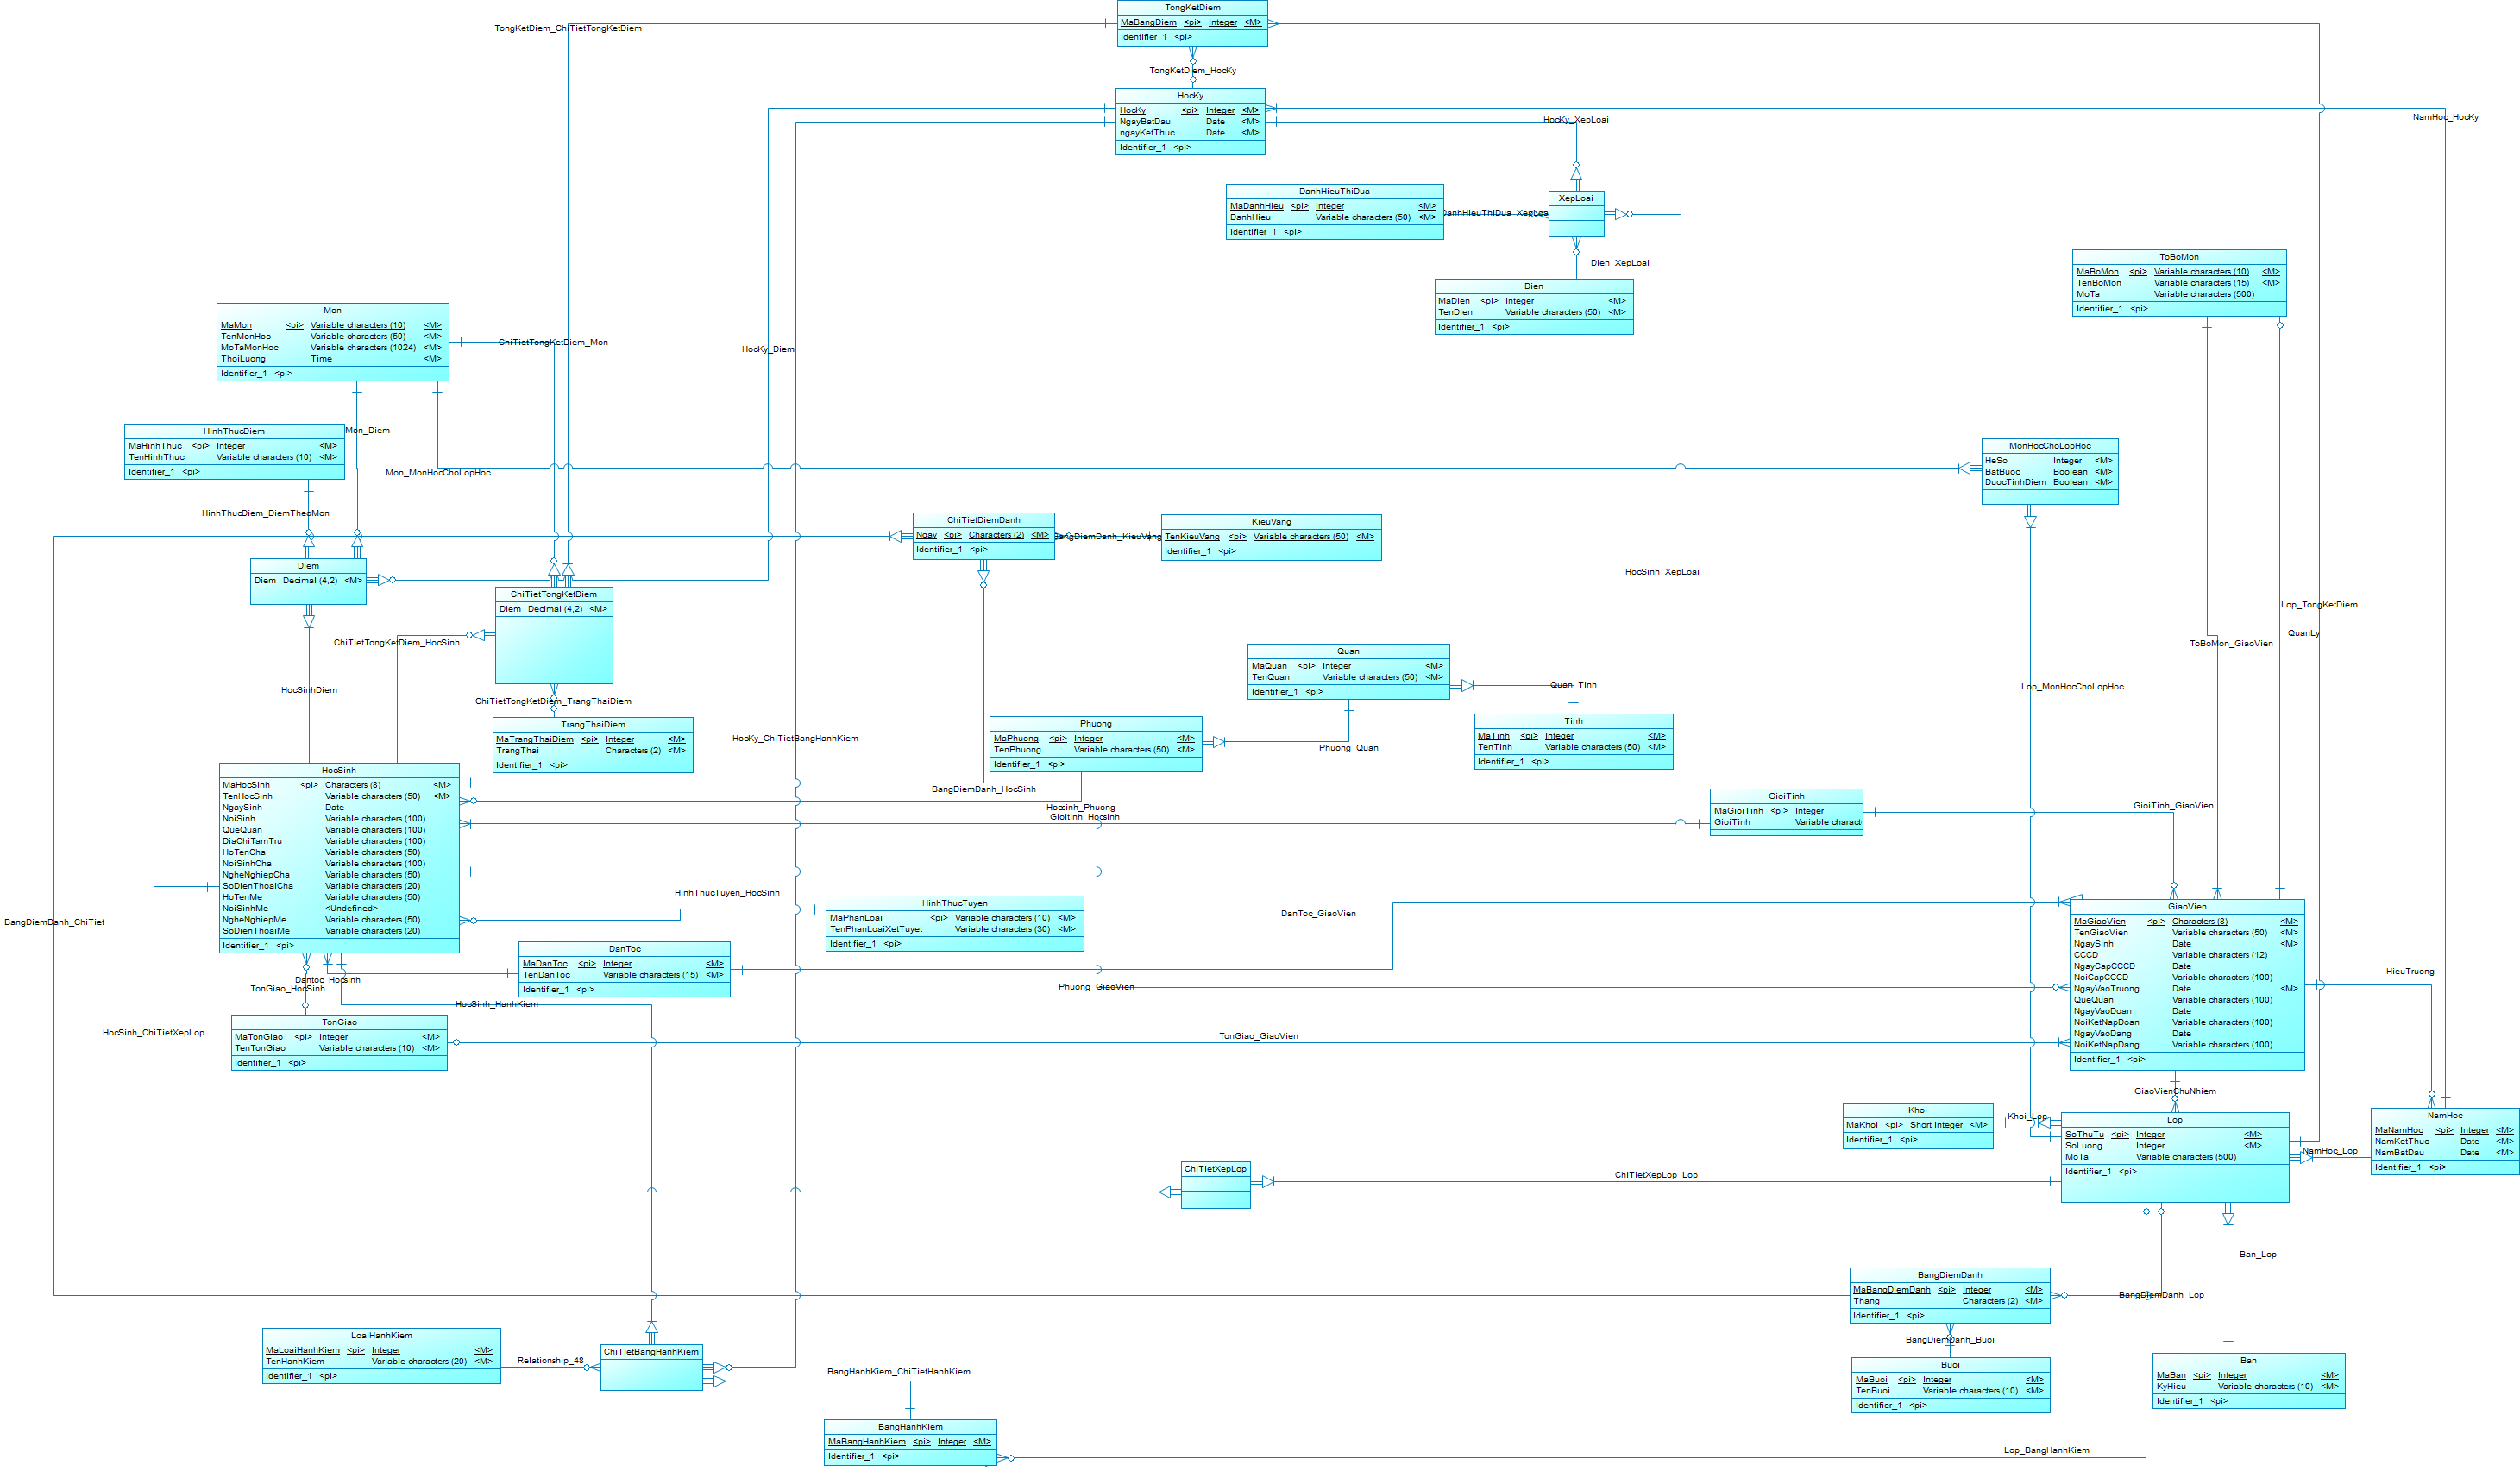 TongKetDiem
MaBangDiem <pi> Integer <M>
Identifier_1 <pi>
TongKetDiem_ChiTietTongKetDiem
TongKetDiem_HocKy
HocKy
HocKy <pi> Integer <M>
NgayBatDau Date <M>
ngayKetThuc Date <M>
Identifier_1 <pi>
HocKy_XepLoai
NamHoc_HocKy
DanhHieuThiDua
MaDanhHieu <pi> Integer <M>
DanhHieu Variable characters (50) <M>
Identifier_1 <pi>
DanhHieuThiDua_XepLoai
XepLoai
Dien_XepLoai
Dien
MaDien <pi> Integer <M>
TenDien Variable characters (50) <M>
Identifier_1 <pi>
ToBoMon
MaBoMon <pi> Variable characters (10) <M>
TenBoMon Variable characters (15) <M>
MoTa Variable characters (500)
Identifier_1 <pi>
Mon
MaMon <pi> Variable characters (10) <M>
TenMonHoc Variable characters (50) <M>
MoTaMonHoc Variable characters (1024) <M>
ThoiLuong Time <M>
Identifier_1 <pi>
ChiTietTongKetDiem_Mon
HocKy_Diem
HinhThucDiem
MaHinhThuc <pi> Integer <M>
TenHinhThuc Variable characters (10) <M>
Identifier_1 <pi>
Mon_Diem
Mon_MonHocChoLopHoc
MonHocChoLopHoc
HeSo Integer <M>
BatBuoc Boolean <M>
DuocTinhDiem Boolean <M>
HinhThucDiem_DiemTheoMon
ChiTietDiemDanh
Ngay <pi> Characters (2) <M>
Identifier_1 <pi>
BangDiemDanh_KieuVang
KieuVang
TenKieuVang <pi> Variable characters (50) <M>
Identifier_1 <pi>
Diem
Diem Decimal (4,2) <M>
ChiTietTongKetDiem
Diem Decimal (4,2) <M>
HocSinh_XepLoai
Lop_TongKetDiem
QuanLy
ToBoMon_GiaoVien
ChiTietTongKetDiem_HocSinh
HocSinhDiem
ChiTietTongKetDiem_TrangThaiDiem
Quan
MaQuan <pi> Integer <M>
TenQuan Variable characters (50) <M>
Identifier_1 <pi>
Quan_Tinh
Lop_MonHocChoLopHoc
TrangThaiDiem
MaTrangThaiDiem <pi> Integer <M>
TrangThai Characters (2) <M>
Identifier_1 <pi>
HocKy_ChiTietBangHanhKiem
Phuong
MaPhuong <pi> Integer <M>
TenPhuong Variable characters (50) <M>
Identifier_1 <pi>
Phuong_Quan
Tinh
MaTinh <pi> Integer <M>
TenTinh Variable characters (50) <M>
Identifier_1 <pi>
HocSinh
MaHocSinh <pi> Characters (8) <M>
TenHocSinh Variable characters (50) <M>
NgaySinh Date
NoiSinh Variable characters (100)
QueQuan Variable characters (100)
DiaChiTamTru Variable characters (100)
HoTenCha Variable characters (50)
NoiSinhCha Variable characters (100)
NgheNghiepCha Variable characters (50)
SoDienThoaiCha Variable characters (20)
HoTenMe Variable characters (50)
NoiSinhMe <Undefined>
NgheNghiepMe Variable characters (50)
SoDienThoaiMe Variable characters (20)
Identifier_1 <pi>
BangDiemDanh_HocSinh
Hocsinh_Phuong
Gioitinh_Hocsinh
GioiTinh
MaGioiTinh <pi> Integer
GioiTinh Variable charact
GioiTinh_GiaoVien
HinhThucTuyen_HocSinh
HinhThucTuyen
MaPhanLoai <pi> Variable characters (10) <M>
TenPhanLoaiXetTuyet Variable characters (30) <M>
Identifier_1 <pi>
DanToc_GiaoVien
BangDiemDanh_ChiTiet
GiaoVien
MaGiaoVien <pi> Characters (8) <M>
TenGiaoVien Variable characters (50) <M>
NgaySinh Date <M>
CCCD Variable characters (12)
NgayCapCCCD Date
NoiCapCCCD Variable characters (100)
NgayVaoTruong Date <M>
QueQuan Variable characters (100)
NgayVaoDoan Date
NoiKetNapDoan Variable characters (100)
NgayVaoDang Date
NoiKetNapDang Variable characters (100)
Identifier_1 <pi>
HieuTruong
DanToc
MaDanToc <pi> Integer <M>
TenDanToc Variable characters (15) <M>
Identifier_1 <pi>
Dantoc_Hocsinh
TonGiao_HocSinh
Phuong_GiaoVien
HocSinh_HanhKiem
TonGiao
MaTonGiao <pi> Integer <M>
TenTonGiao Variable characters (10) <M>
Identifier_1 <pi>
HocSinh_ChiTietXepLop
TonGiao_GiaoVien
GiaoVienChuNhiem
Khoi
MaKhoi <pi> Short integer <M>
Identifier_1 <pi>
Khoi_Lop
Lop
SoThuTu <pi> Integer <M>
SoLuong Integer <M>
MoTa Variable characters (500)
Identifier_1 <pi>
NamHoc
MaNamHoc <pi> Integer <M>
NamKetThuc Date <M>
NamBatDau Date <M>
Identifier_1 <pi>
NamHoc_Lop
ChiTietXepLop
ChiTietXepLop_Lop
Ban_Lop
BangDiemDanh
MaBangDiemDanh <pi> Integer <M>
Thang Characters (2) <M>
Identifier_1 <pi>
BangDiemDanh_Lop
BangDiemDanh_Buoi
LoaiHanhKiem
MaLoaiHanhKiem <pi> Integer <M>
TenHanhKiem Variable characters (20) <M>
Identifier_1 <pi>
Relationship_48
ChiTietBangHanhKiem
BangHanhKiem_ChiTietHanhKiem
Buoi
MaBuoi <pi> Integer <M>
TenBuoi Variable characters (10) <M>
Identifier_1 <pi>
Ban
MaBan <pi> Integer <M>
KyHieu Variable characters (10) <M>
Identifier_1 <pi>
BangHanhKiem
MaBangHanhKiem <pi> Integer <M>
Identifier_1 <pi>
Lop_BangHanhKiem